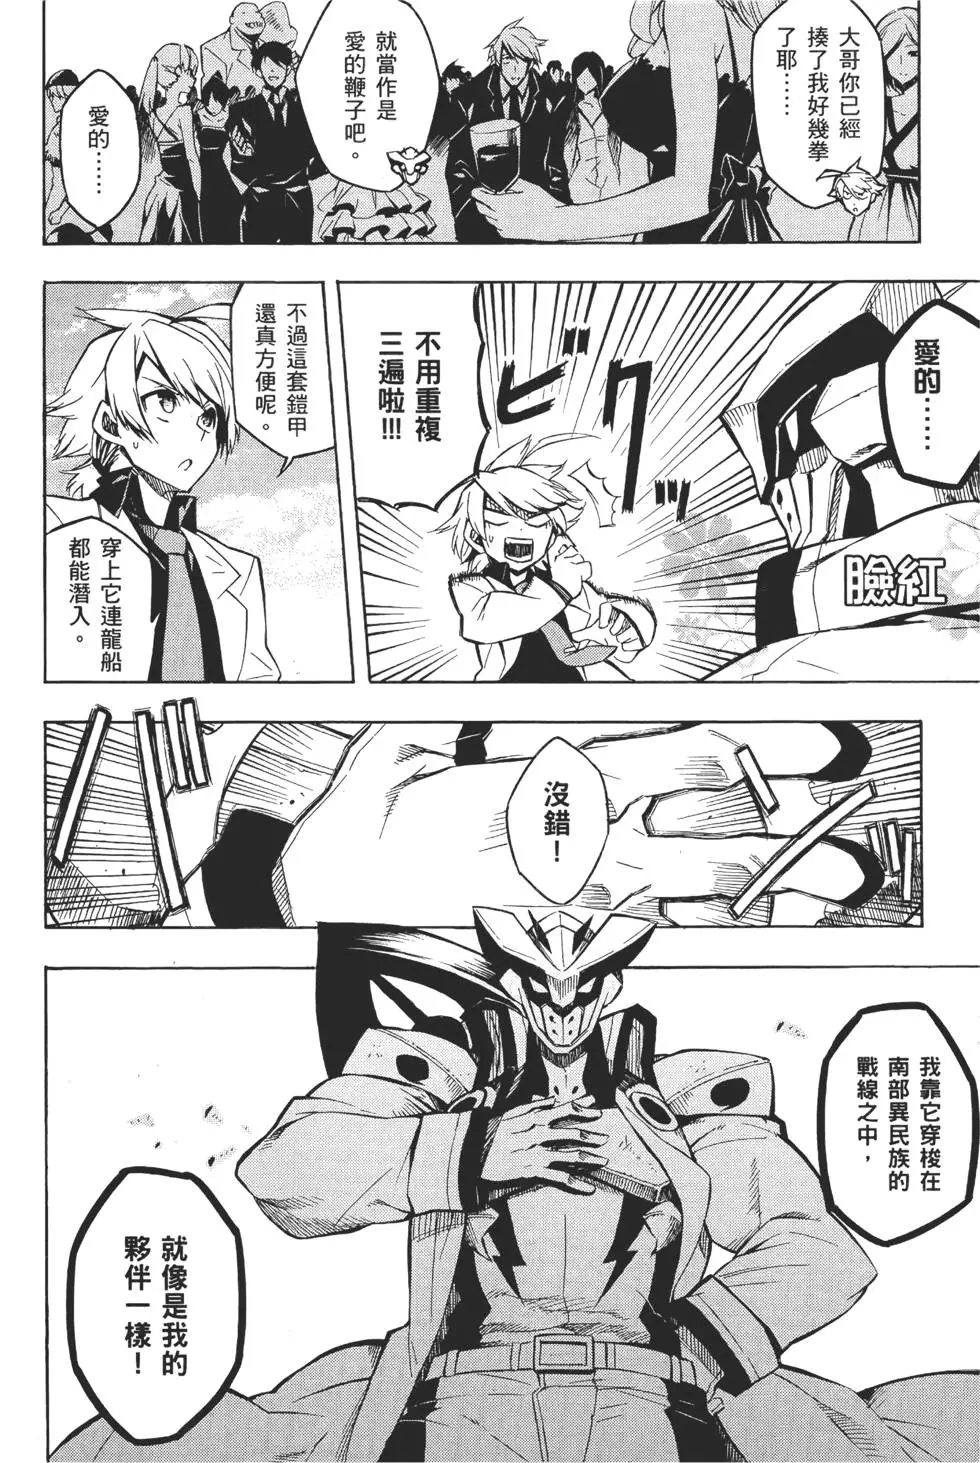 大哥你已經
揍了我好幾拳
了耶……
就當作是
愛的鞭子吧。
愛的……
愛的……
臉紅
ビク
不用重複
三遍啦!!!
不過這套鎧甲
還真方便呢。
穿上它連龍船
都能潛入。
沒錯！
我靠它穿梭在
南部異民族的
戰線之中，
就像是我的
夥伴一樣！